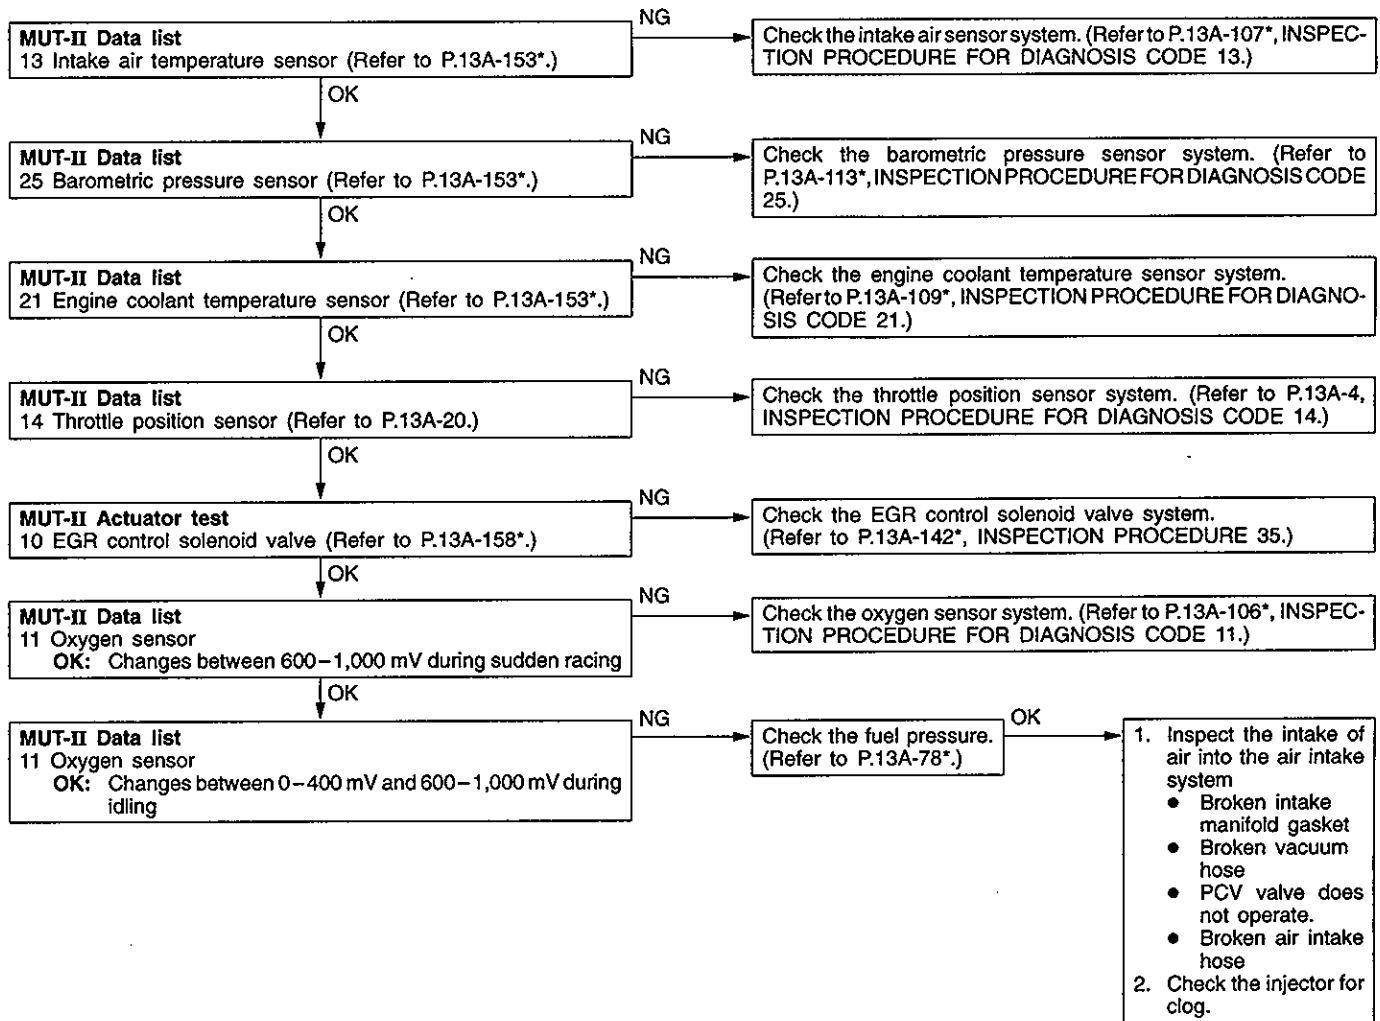 NG
MUT-II Data list
13 Intake air temperature sensor (Refer to P.13A-153*.)
Check the intake air sensor system. (Refer to P.13A-107*, INSPEC-
TION PROCEDURE FOR DIAGNOSIS CODE 13.)
OK
NG
MUT-II Data list
25 Barometric pressure sensor (Refer to P.13A-153*.)
Check the barometric pressure sensor system. (Refer to
P.13A-113*, INSPECTION PROCEDURE FOR DIAGNOSIS CODE
25.)
OK
NG
MUT-II Data list
21 Engine coolant temperature sensor (Refer to P.13A-153*.)
Check the engine coolant temperature sensor system.
(Refer to P.13A-109*, INSPECTION PROCEDURE FOR DIAGNO-
SIS CODE 21.)
OK
NG
MUT-II Data list
14 Throttle position sensor (Refer to P.13A-20.)
Check the throttle position sensor system. (Refer to P.13A-4,
INSPECTION PROCEDURE FOR DIAGNOSIS CODE 14.)
OK
NG
MUT-II Actuator test
10 EGR control solenoid valve (Refer to P.13A-158*.)
Check the EGR control solenoid valve system.
(Refer to P.13A-142*, INSPECTION PROCEDURE 35.)
OK
NG
MUT-II Data list
11 Oxygen sensor
OK: Changes between 600–1,000 mV during sudden racing
Check the oxygen sensor system. (Refer to P.13A-106*, INSPEC-
TION PROCEDURE FOR DIAGNOSIS CODE 11.)
OK
NG
MUT-II Data list
11 Oxygen sensor
OK: Changes between 0–400 mV and 600–1,000 mV during
idling
Check the fuel pressure.
(Refer to P.13A-78*.)
OK
1. Inspect the intake of
air into the air intake
system
● Broken intake
manifold gasket
● Broken vacuum
hose
● PCV valve does
not operate.
● Broken air intake
hose
2. Check the injector for
clog.